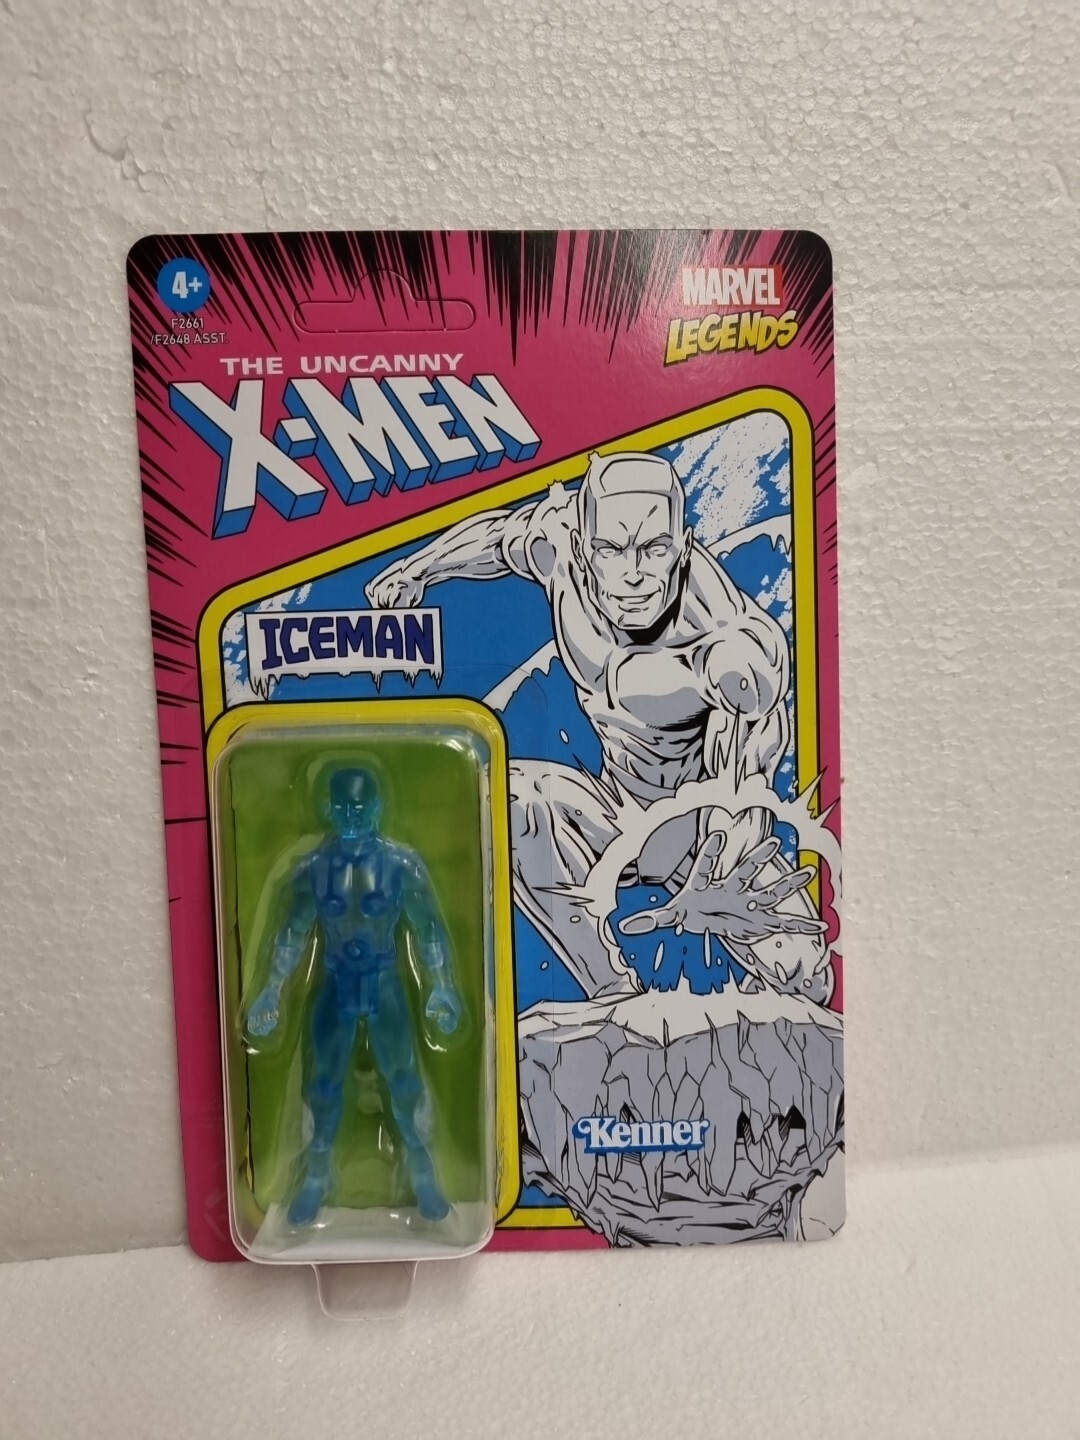 4+
F2661
/F2648 ASST.
MARVEL
LEGENDS
THE UNCANNY
X-MEN
ICEMAN
Kenner